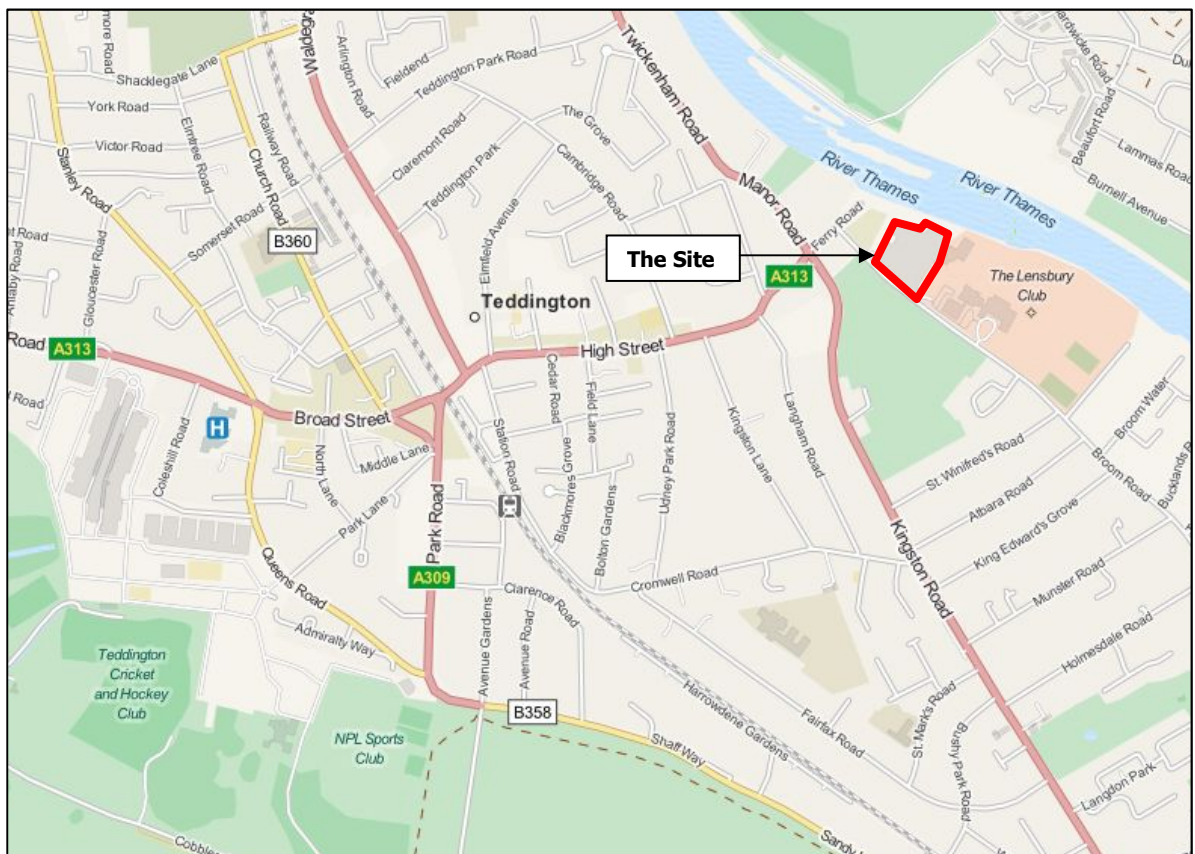 Shacklegate Lane
York Road
Victor Road
Elmtree Road
Railway Road
Church Road
Stanley Road
Somerset Road
B360
Gloucester Road
Waldegra
Arlington Road
Fieldend
Teddington Park Road
Claremont Road
Teddington Park
The Grove
Cambridge Road
Elmfield Avenue
Twickenham Road
Manor Road
Ferry Road
River Thames
River Thames
ardwicke Road
Beaufort Road
Lammas Road
Burnell Avenue
The Site
A313
The Lensbury
Club
Teddington
High Street
Road
A313
Broad Street
H
Coleshill Road
North Lane
Middle Lane
Park Lane
Park Road
A309
Queens Road
Admiralty Way
Station Road
Cedar Road
Field Lane
Blackmores Grove
Bolton Gardens
Udney Park Road
Kingston Lane
Langham Road
Kingston Road
Cromwell Road
Clarence Road
Avenue Gardens
Avenue Road
B358
Shaff Way
Sandy
Harrowdene Gardens
Fairfax Road
St. Mark's Road
Bushy Park Road
St. Winifred's Road
Atbara Road
King Edward's Grove
Munster Road
Holmesdale Road
Langdon Park
Broom Road
Broom Water
Bucklands R
Teddington
Cricket
and Hockey
Club
NPL Sports
Club